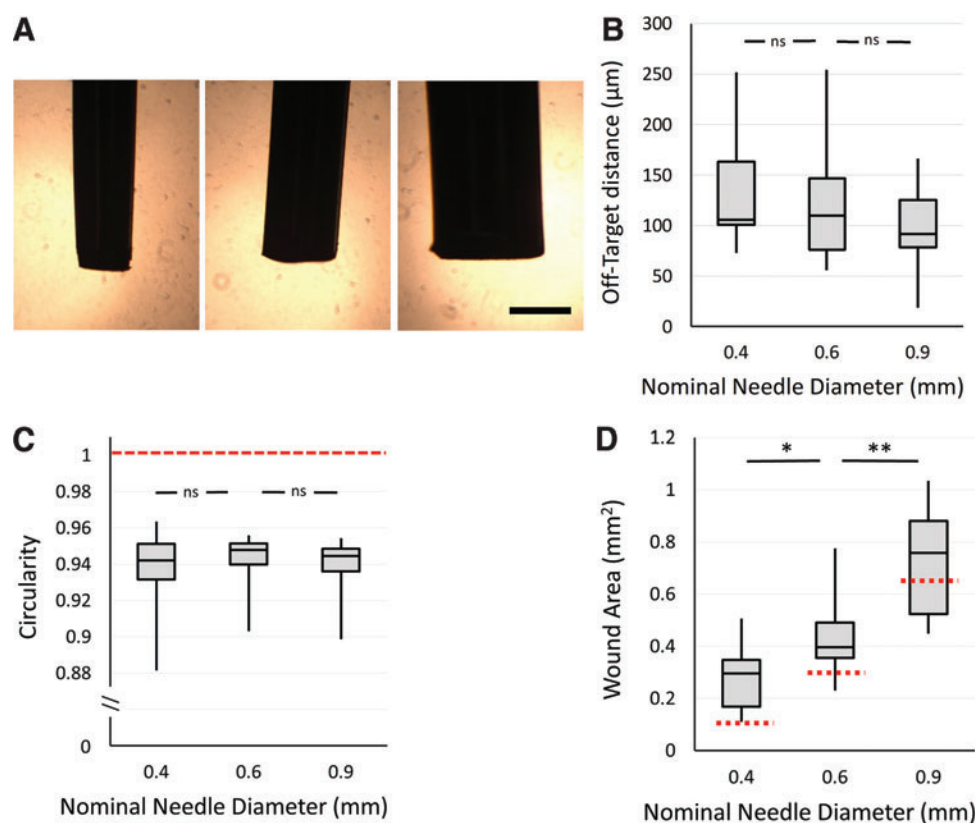 A
B
300
250
200
150
100
50
0
Off-Target distance (µm)
ns
ns
0.4
0.6
0.9
Nominal Needle Diameter (mm)
C
1
0.98
0.96
0.94
0.92
0.9
0.88
0
Circularity
ns
ns
0.4
0.6
0.9
Nominal Needle Diameter (mm)
D
1.2
1
0.8
0.6
0.4
0.2
0
Wound Area (mm²)
*
**
0.4
0.6
0.9
Nominal Needle Diameter (mm)